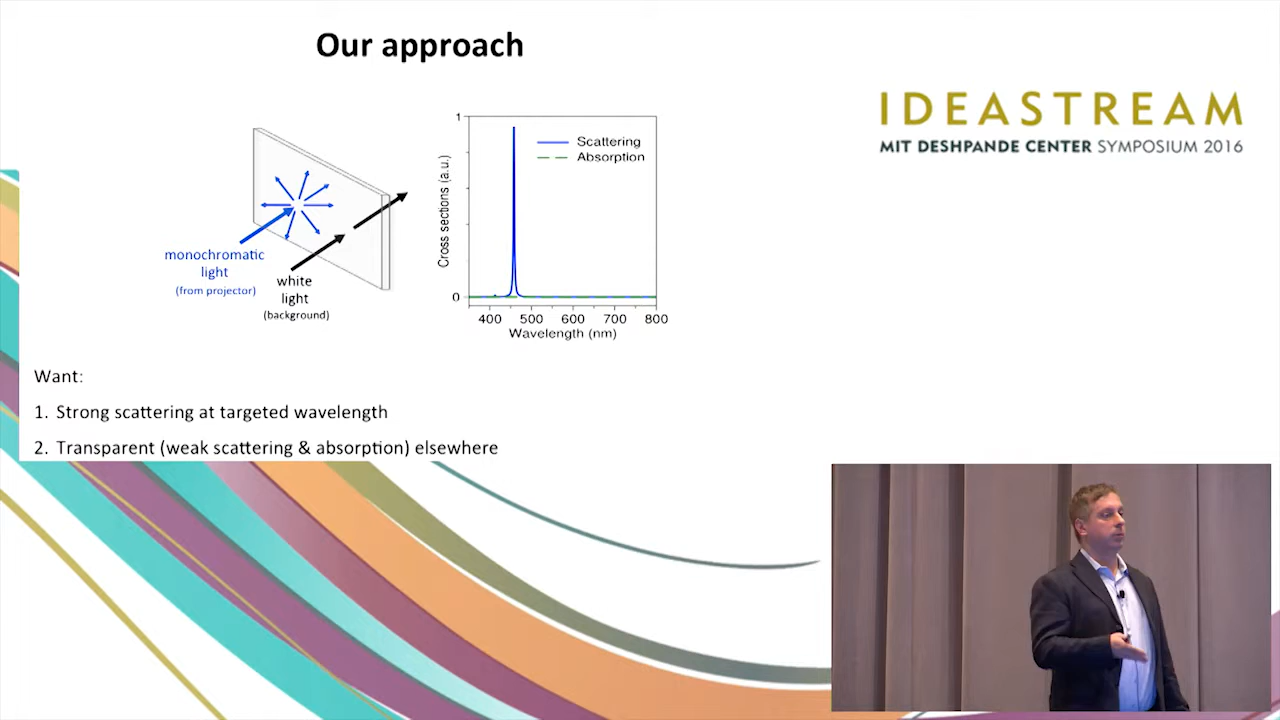 Our approach
IDEASTREAM
MIT DESHPANDE CENTER SYMPOSIUM 2016
monochromatic
light
(from projector)
white
light
(background)
Cross sections (a.u.)
1
0
Scattering
Absorption
400 500 600 700 800
Wavelength (nm)
Want:
1. Strong scattering at targeted wavelength
2. Transparent (weak scattering & absorption) elsewhere